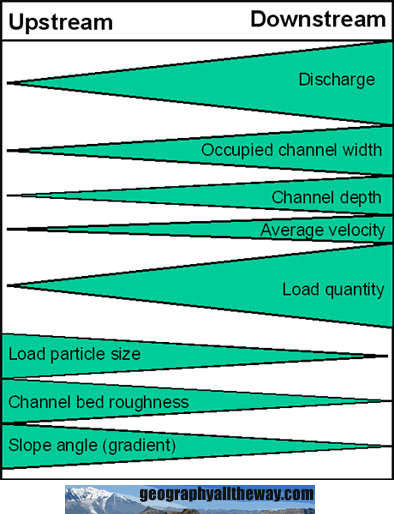 Upstream Downstream
Discharge
Occupied channel width
Channel depth
Average velocity
Load quantity
Load particle size
Channel bed roughness
Slope angle (gradient)
geographyalltheway.com